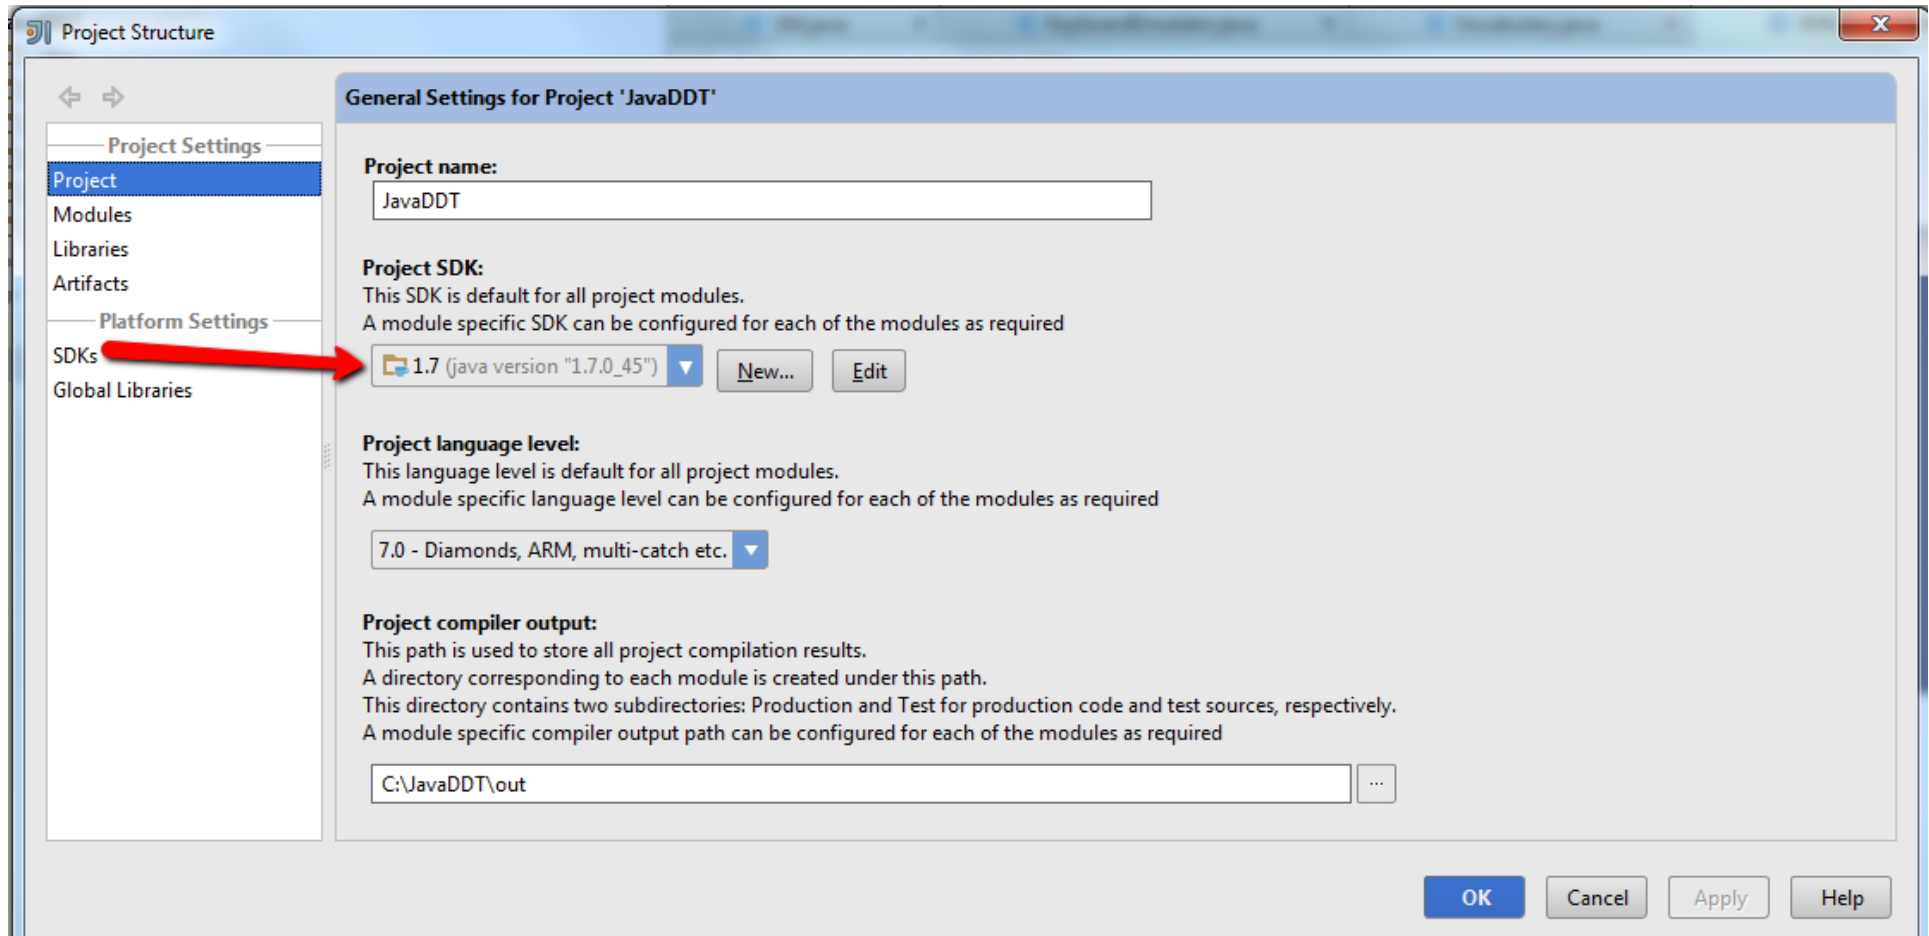 Project Structure
General Settings for Project 'JavaDDT'
Project Settings
Project
Modules
Libraries
Artifacts
Platform Settings
SDKs
Global Libraries
Project name:
JavaDDT
Project SDK:
This SDK is default for all project modules.
A module specific SDK can be configured for each of the modules as required
1.7 (java version "1.7.0_45")
New...
Edit
Project language level:
This language level is default for all project modules.
A module specific language level can be configured for each of the modules as required
7.0 - Diamonds, ARM, multi-catch etc.
Project compiler output:
This path is used to store all project compilation results.
A directory corresponding to each module is created under this path.
This directory contains two subdirectories: Production and Test for production code and test sources, respectively.
A module specific compiler output path can be configured for each of the modules as required
C:\JavaDDT\out
...
OK
Cancel
Apply
Help